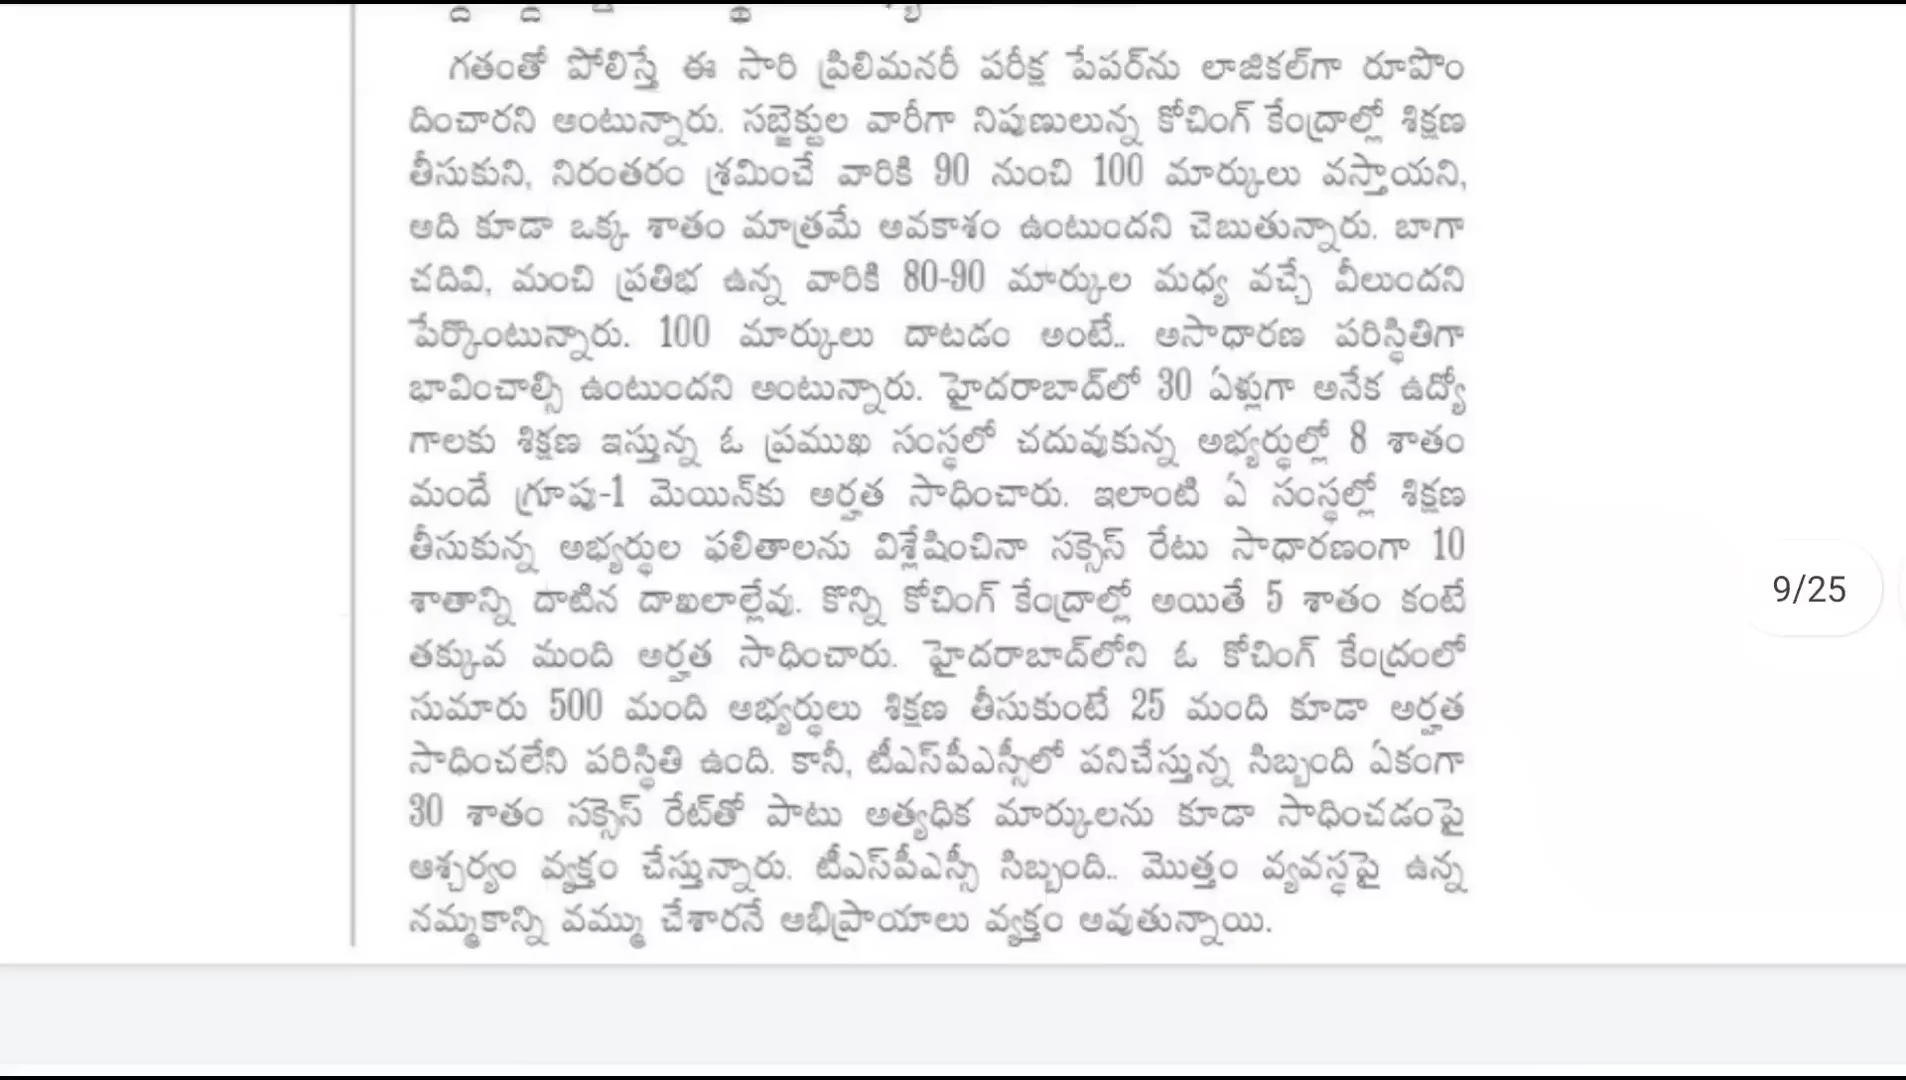 గతంతో పోలిస్తే ఈ సారి ప్రిలిమనరీ పరీక్ష పేపర్‌ను లాజికల్‌గా రూపొం
దించారని అంటున్నారు. సబ్జెక్టుల వారీగా నిపుణులున్న కోచింగ్ కేంద్రాల్లో శిక్షణ
తీసుకుని, నిరంతరం శ్రమించే వారికి 90 నుంచి 100 మార్కులు వస్తాయని,
అది కూడా ఒక్క శాతం మాత్రమే అవకాశం ఉంటుందని చెబుతున్నారు. బాగా
చదివి, మంచి ప్రతిభ ఉన్న వారికి 80-90 మార్కుల మధ్య వచ్చే వీలుందని
పేర్కొంటున్నారు. 100 మార్కులు దాటడం అంటే.. అసాధారణ పరిస్థితిగా
భావించాల్సి ఉంటుందని అంటున్నారు. హైదరాబాద్‌లో 30 ఏళ్లుగా అనేక ఉద్యో
గాలకు శిక్షణ ఇస్తున్న ఓ ప్రముఖ సంస్థలో చదువుకున్న అభ్యర్థుల్లో 8 శాతం
మందే గ్రూపు-1 మెయిన్‌కు అర్హత సాధించారు. ఇలాంటి ఏ సంస్థల్లో శిక్షణ
తీసుకున్న అభ్యర్థుల ఫలితాలను విశ్లేషించినా సక్సెస్ రేటు సాధారణంగా 10
శాతాన్ని దాటిన దాఖలాల్లేవు. కొన్ని కోచింగ్ కేంద్రాల్లో అయితే 5 శాతం కంటే
తక్కువ మంది అర్హత సాధించారు. హైదరాబాద్‌లోని ఓ కోచింగ్ కేంద్రంలో
సుమారు 500 మంది అభ్యర్థులు శిక్షణ తీసుకుంటే 25 మంది కూడా అర్హత
సాధించలేని పరిస్థితి ఉంది. కానీ, టీఎస్‌పీఎస్సీలో పనిచేస్తున్న సిబ్బంది ఏకంగా
30 శాతం సక్సెస్ రేట్‌తో పాటు అత్యధిక మార్కులను కూడా సాధించడంపై
ఆశ్చర్యం వ్యక్తం చేస్తున్నారు. టీఎస్‌పీఎస్సీ సిబ్బంది.. మొత్తం వ్యవస్థపై ఉన్న
నమ్మకాన్ని వమ్ము చేశారనే అభిప్రాయాలు వ్యక్తం అవుతున్నాయి.
9/25